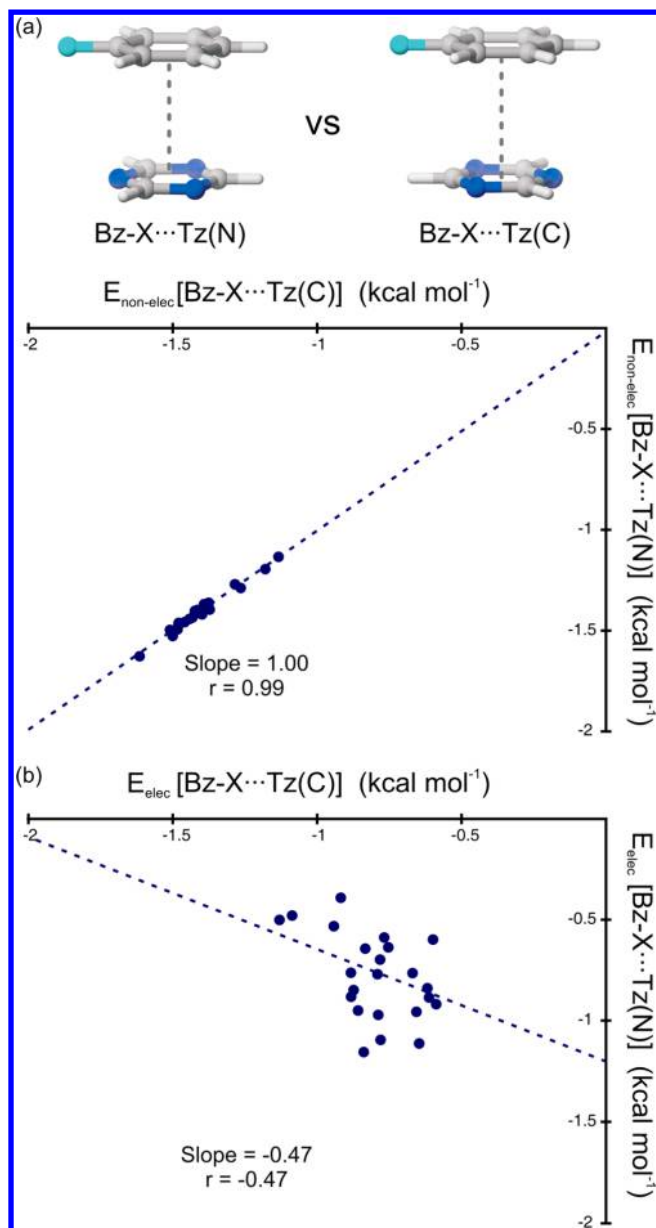 (a)
vs
Bz-X···Tz(N)
Bz-X···Tz(C)
E_non-elec[Bz-X···Tz(C)] (kcal mol⁻¹)
-2
-1.5
-1
-0.5
-0.5
-1
-1.5
-2
E_non-elec[Bz-X···Tz(N)] (kcal mol⁻¹)
Slope = 1.00
r = 0.99
(b)
E_elec [Bz-X···Tz(C)] (kcal mol⁻¹)
-2
-1.5
-1
-0.5
-0.5
-1
-1.5
-2
E_elec [Bz-X···Tz(N)] (kcal mol⁻¹)
Slope = -0.47
r = -0.47